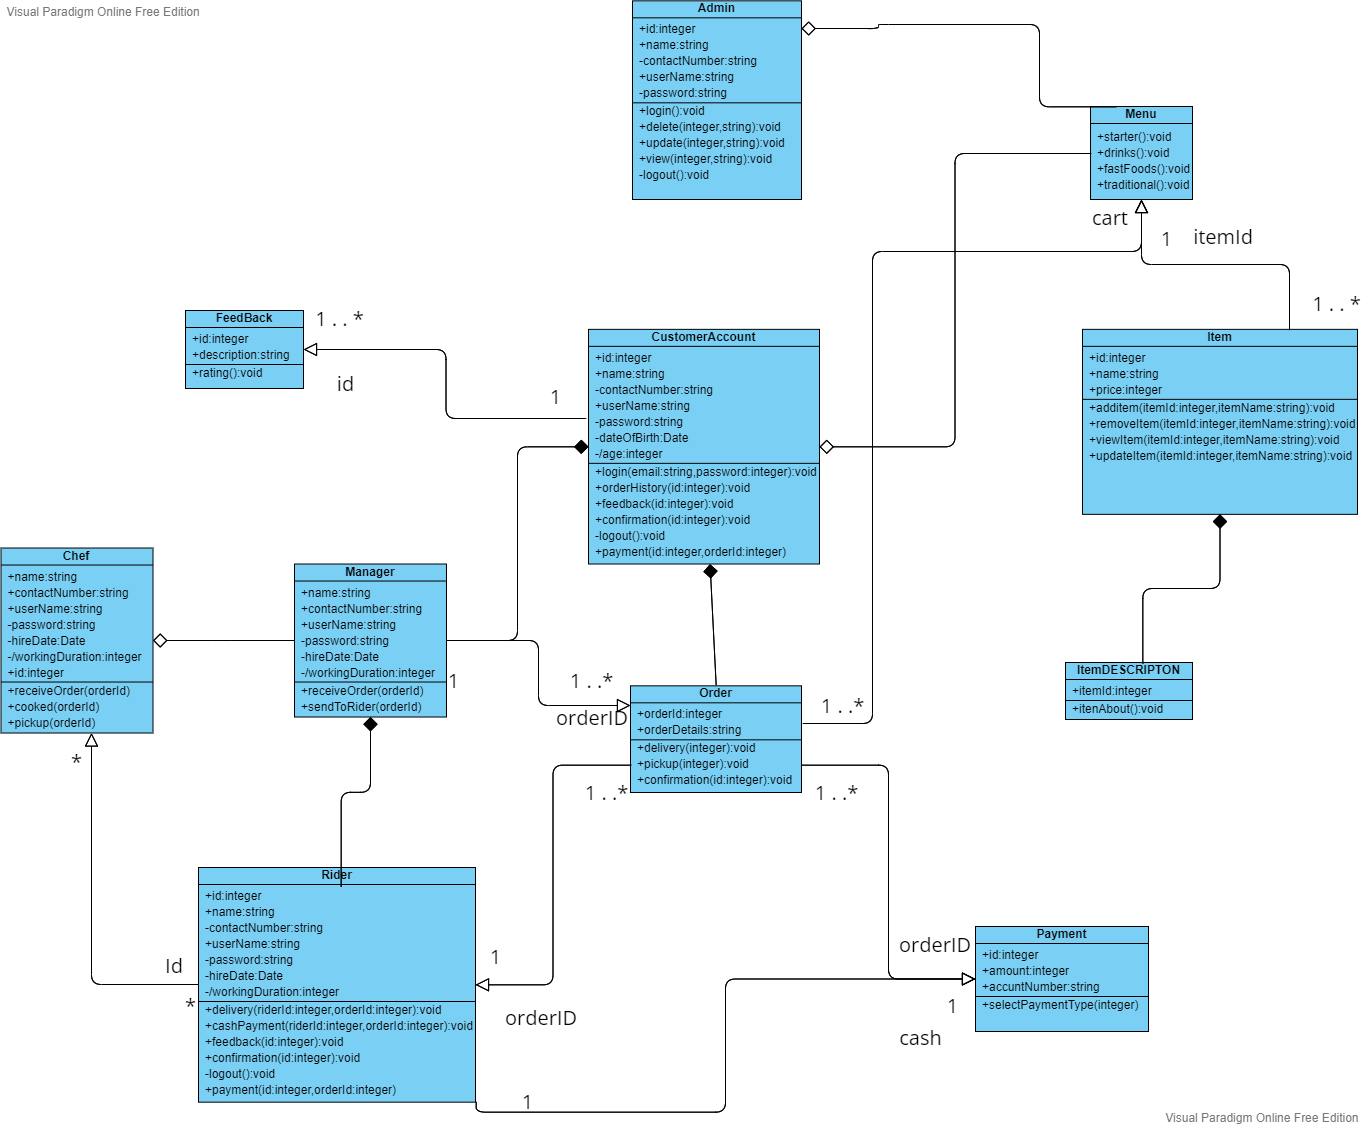 Visual Paradigm Online Free Edition
Admin
+id:integer
+name:string
-contactNumber:string
+userName:string
-password:string
+login():void
+delete(integer,string):void
+update(integer,string):void
+view(integer,string):void
-logout():void
Menu
+starter():void
+drinks():void
+fastFoods():void
+traditional():void
cart
1
itemId
1..*
FeedBack
+id:integer
+description:string
+rating():void
1..*
id
1
CustomerAccount
+id:integer
+name:string
-contactNumber:string
+userName:string
-password:string
-dateOfBirth:Date
-/age:integer
+login(email:string,password:integer):void
+orderHistory(id:integer):void
+feedback(id:integer):void
+confirmation(id:integer):void
-logout():void
+payment(id:integer,orderId:integer)
Item
+id:integer
+name:string
+price:integer
+additem(itemId:integer,itemName:string):void
+removeItem(itemId:integer,itemName:string):void
+viewItem(itemId:integer,itemName:string):void
+updateItem(itemId:integer,itemName:string):void
Chef
+name:string
+contactNumber:string
+userName:string
-password:string
-hireDate:Date
-/workingDuration:integer
+id:integer
+receiveOrder(orderId)
+cooked(orderId)
+pickup(orderId)
*
Manager
+name:string
+contactNumber:string
+userName:string
-password:string
-hireDate:Date
-/workingDuration:integer
+receiveOrder(orderId)
+sendToRider(orderId)
1
1..*
orderID
Order
+orderId:integer
+orderDetails:string
+delivery(integer):void
+pickup(integer):void
+confirmation(id:integer):void
1..*
1..*
1..*
ItemDESCRIPTON
+itemId:integer
+itenAbout():void
Rider
+id:integer
+name:string
-contactNumber:string
+userName:string
-password:string
-hireDate:Date
-/workingDuration:integer
+delivery(riderId:integer,orderId:integer):void
+cashPayment(riderId:integer,orderId:integer):void
+feedback(id:integer):void
+confirmation(id:integer):void
-logout():void
+payment(id:integer,orderId:integer)
Id
*
1
orderID
1
orderID
1
cash
Payment
+id:integer
+amount:integer
+accuntNumber:string
+selectPaymentType(integer)
Visual Paradigm Online Free Edition